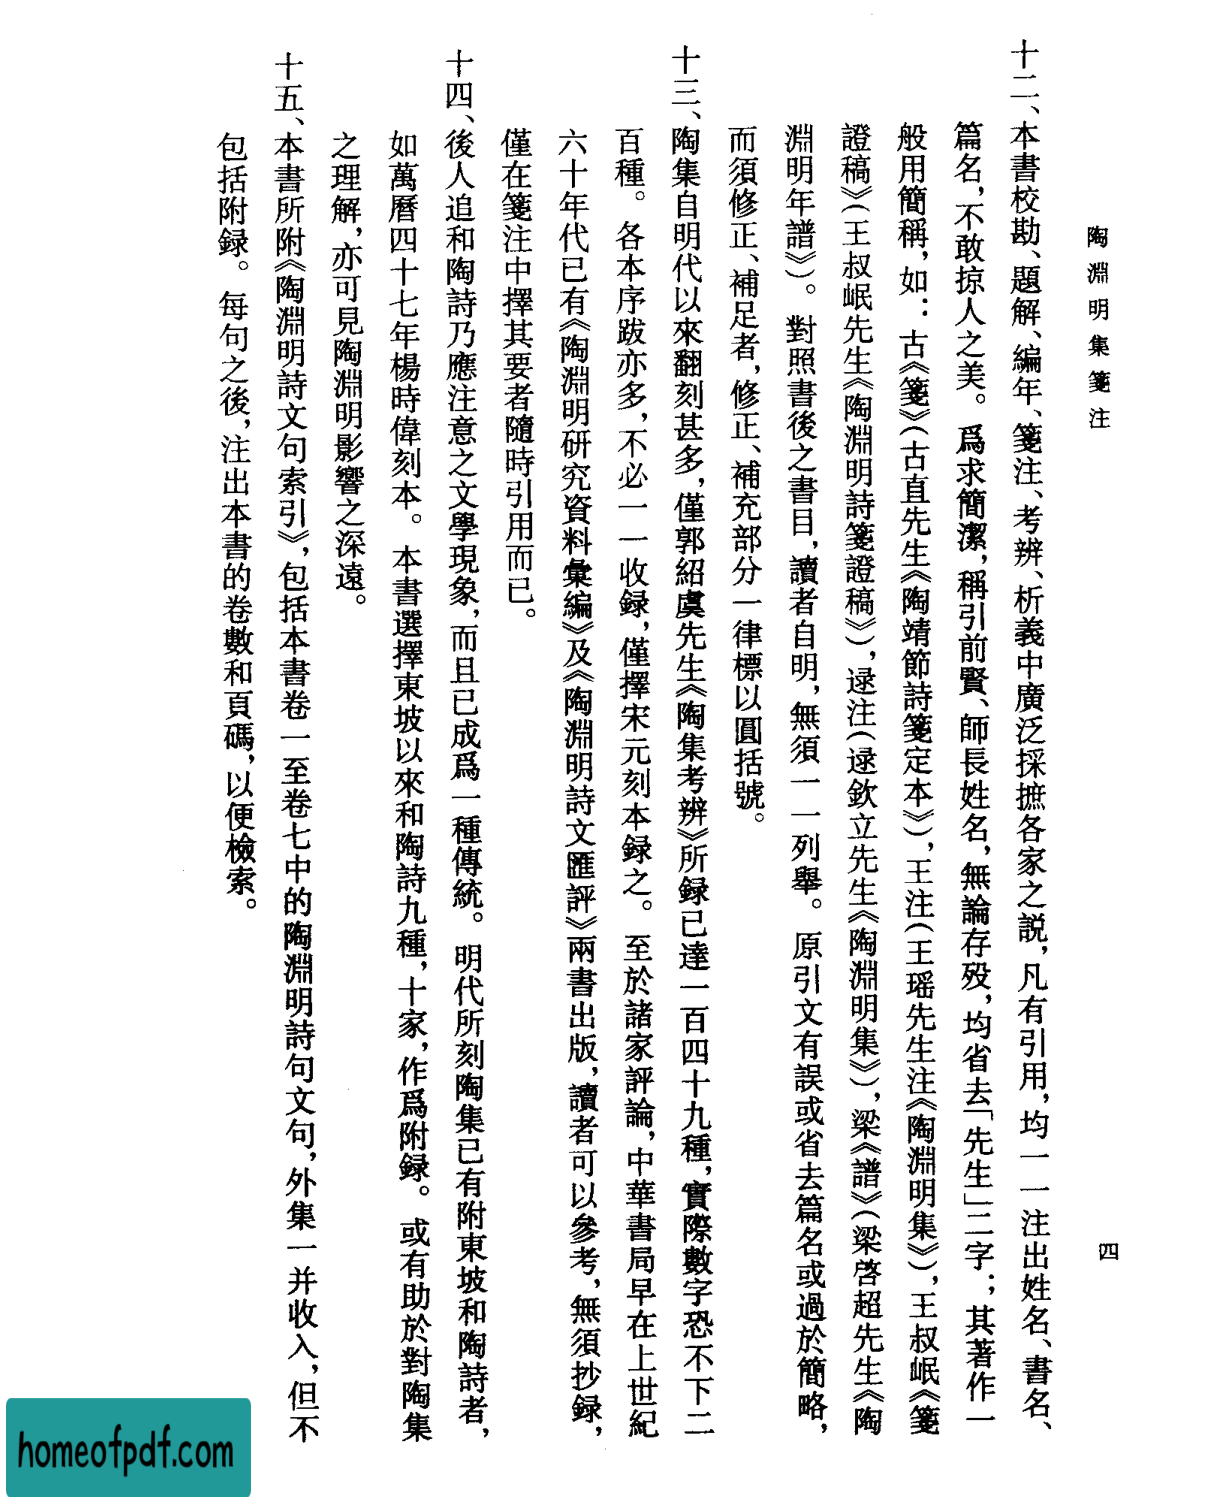 陶淵明集箋注
四
十二、本書校勘、題解、編年、箋注、考辨、析義中廣泛採摭各家之説，凡有引用，均一一注出姓名、書名、
篇名，不敢掠人之美。爲求簡潔，稱引前賢、師長姓名，無論存殁，均省去「先生」二字；其著作一
般用簡稱，如：古《箋》（古直先生《陶靖節詩箋定本》），王注（王瑶先生注《陶淵明集》），王叔岷《箋
證稿》（王叔岷先生《陶淵明詩箋證稿》），逯注（逯欽立先生《陶淵明集》），梁《譜》（梁啓超先生《陶
淵明年譜》）。對照書後之書目，讀者自明，無須一一列舉。原引文有誤或省去篇名或過於簡略，
而須修正、補足者，修正、補充部分一律標以圓括號。
十三、陶集自明代以來翻刻甚多，僅郭紹虞先生《陶集考辨》所録已達一百四十九種，實際數字恐不下二
百種。各本序跋亦多，不必一一收録，僅擇宋元刻本録之。至於諸家評論，中華書局早在上世紀
六十年代已有《陶淵明研究資料彙編》及《陶淵明詩文匯評》兩書出版，讀者可以參考，無須抄録，
僅在箋注中擇其要者隨時引用而已。
十四、後人追和陶詩乃應注意之文學現象，而且已成爲一種傳統。明代所刻陶集已有附東坡和陶詩者，
如萬曆四十七年楊時偉刻本。本書選擇東坡以來和陶詩九種，十家，作爲附録。或有助於對陶集
之理解，亦可見陶淵明影響之深遠。
十五、本書所附《陶淵明詩文句索引》，包括本書卷一至卷七中的陶淵明詩句文句，外集一并收入，但不
包括附録。每句之後，注出本書的卷數和頁碼，以便檢索。
homeofpdf.com